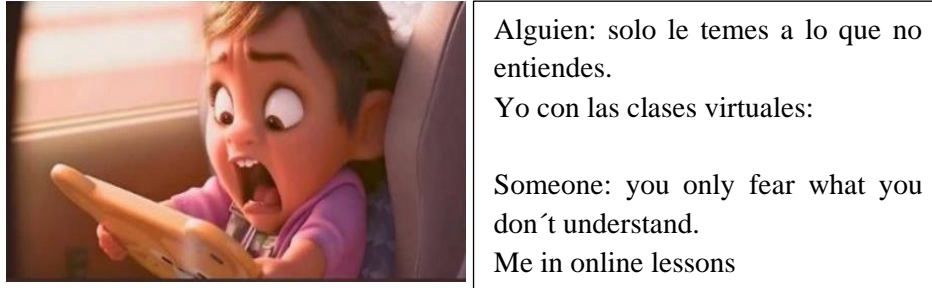 Alguien: solo le temes a lo que no
entiendes.
Yo con las clases virtuales:
Someone: you only fear what you
don´t understand.
Me in online lessons